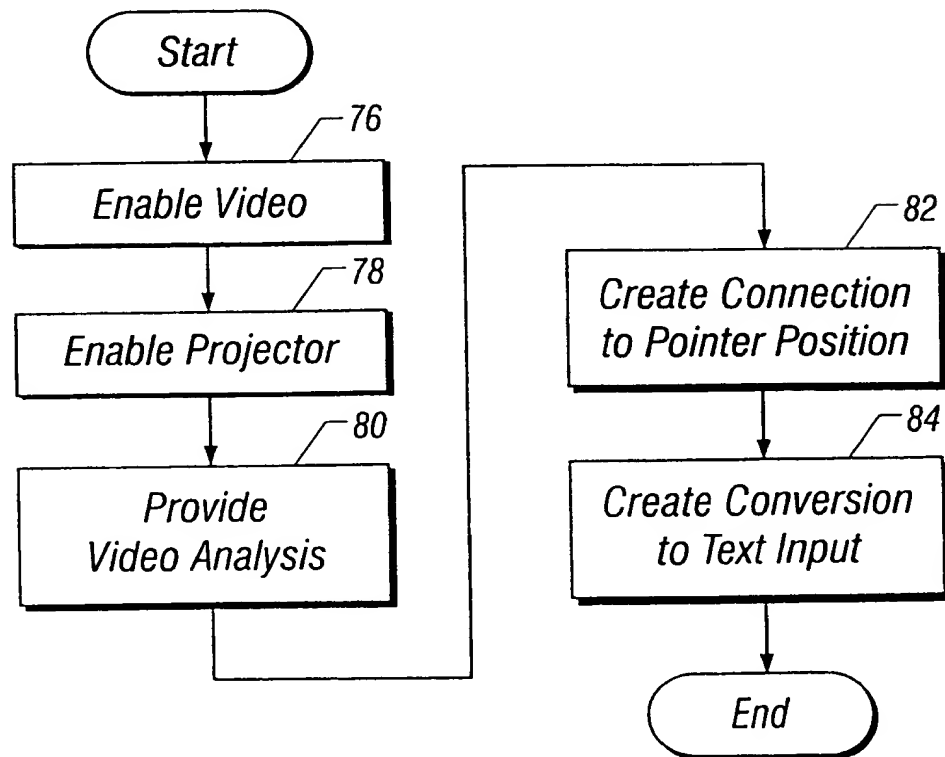 Start
76
Enable Video
78
Enable Projector
80
Provide
Video Analysis
82
Create Connection
to Pointer Position
84
Create Conversion
to Text Input
End